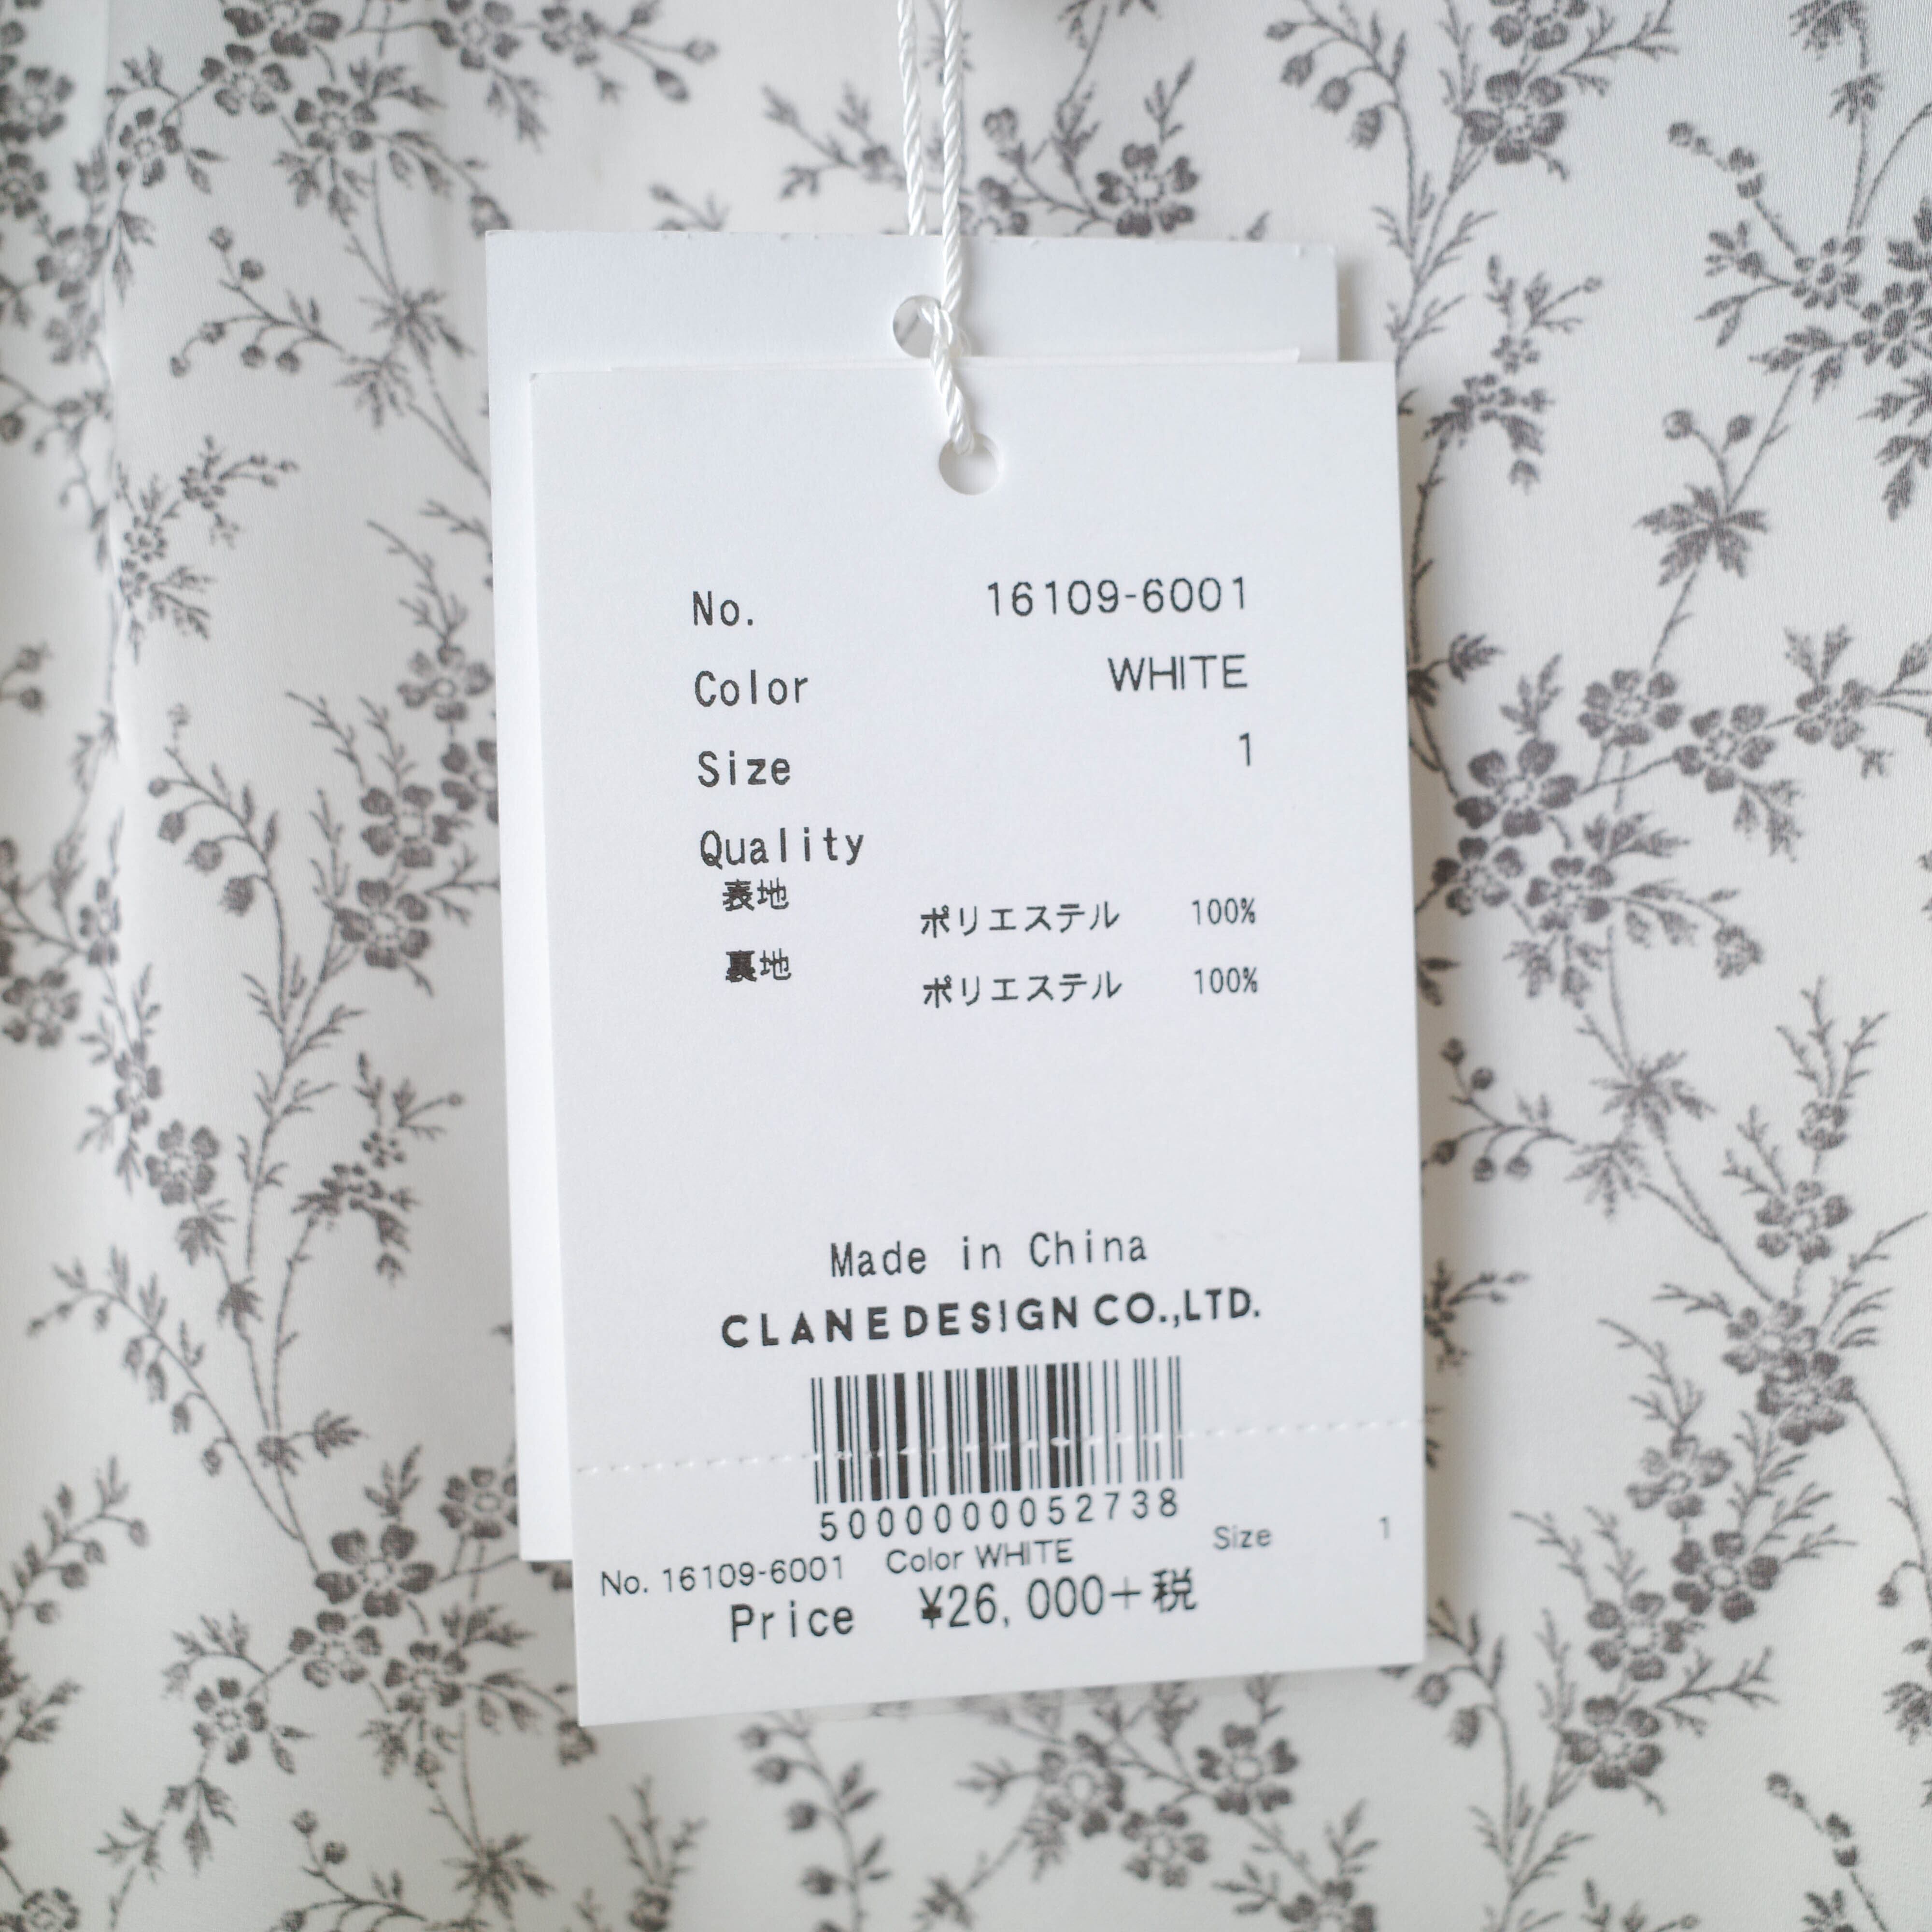 No. 16109-6001
Color WHITE
Size 1
Quality
表地 ポリエステル 100%
裏地 ポリエステル 100%
Made in China
CLANE DESIGN CO.,LTD.
5000000052738
No. 16109-6001 Color WHITE Size 1
Price ¥26,000+税